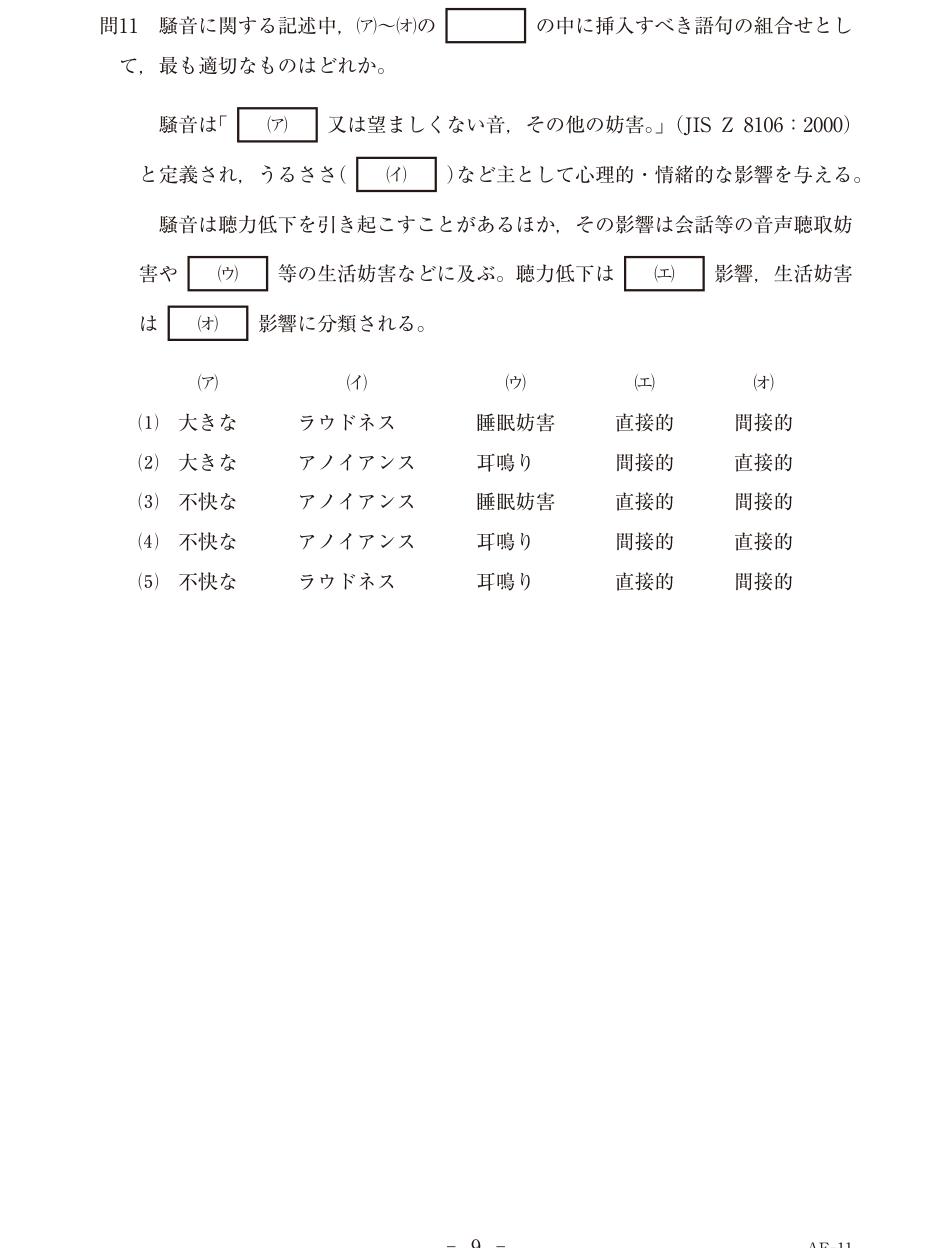 問11　騒音に関する記述中，㋐～㋔の　　　の中に挿入すべき語句の組合せとし
て，最も適切なものはどれか。
騒音は「 (ア) 又は望ましくない音，その他の妨害。」（JIS Z 8106：2000）
と定義され，うるささ( (イ) )など主として心理的・情緒的な影響を与える。
騒音は聴力低下を引き起こすことがあるほか，その影響は会話等の音声聴取妨
害や (ウ) 等の生活妨害などに及ぶ。聴力低下は (エ) 影響，生活妨害
は (オ) 影響に分類される。
(ア) (イ) (ウ) (エ) (オ)
(1) 大きな ラウドネス 睡眠妨害 直接的 間接的
(2) 大きな アノイアンス 耳鳴り 間接的 直接的
(3) 不快な アノイアンス 睡眠妨害 直接的 間接的
(4) 不快な アノイアンス 耳鳴り 間接的 直接的
(5) 不快な ラウドネス 耳鳴り 直接的 間接的
－ 9 －